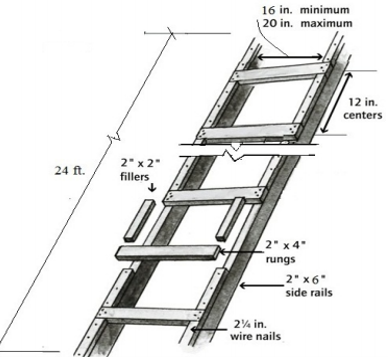 16 in. minimum
20 in. maximum
12 in.
centers
24 ft.
2" x 2"
fillers
2" x 4"
rungs
2" x 6"
side rails
2¼ in.
wire nails